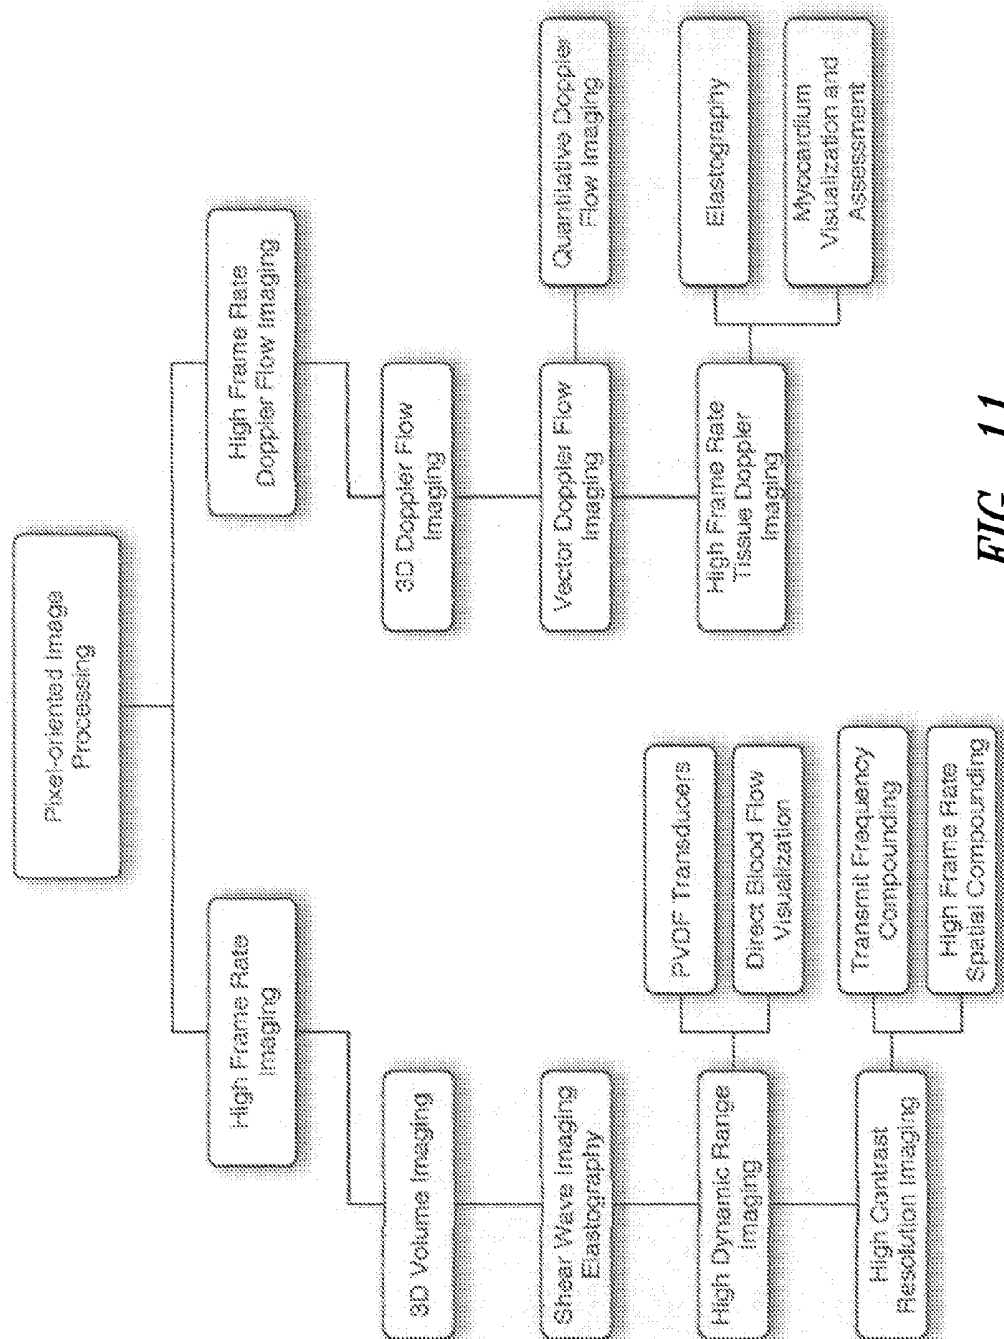 Pixel-oriented Image
Processing
High Frame Rate
Imaging
3D Volume Imaging
Shear Wave Imaging
Elastography
High Dynamic Range
Imaging
PVDF Transducers
Direct Blood Flow
Visualization
High Contrast
Resolution Imaging
Transmit Frequency
Compounding
High Frame Rate
Spatial Compounding
High Frame Rate
Doppler Flow Imaging
3D Doppler Flow
Imaging
Vector Doppler Flow
Imaging
Quantitative Doppler
Flow Imaging
High Frame Rate
Tissue Doppler
Imaging
Elastography
Myocardium
Visualization and
Assessment
FIG. 11